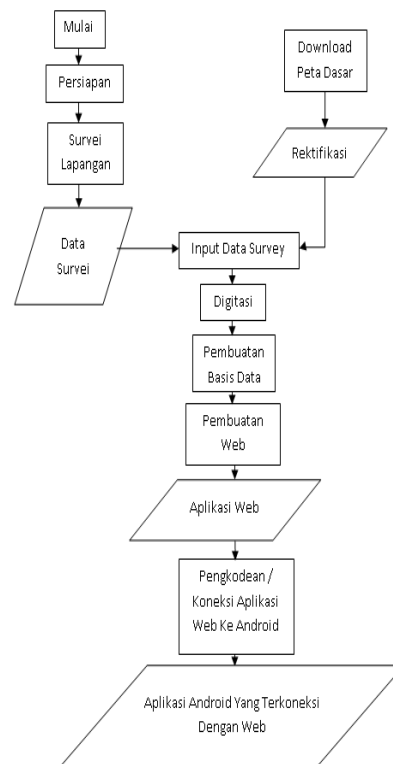 Mulai
Persiapan
Survei
Lapangan
Data
Survei
Download
Peta Dasar
Rektifikasi
Input Data Survey
Digitasi
Pembuatan
Basis Data
Pembuatan
Web
Aplikasi Web
Pengkodean /
Koneksi Aplikasi
Web Ke Android
Aplikasi Android Yang Terkoneksi
Dengan Web